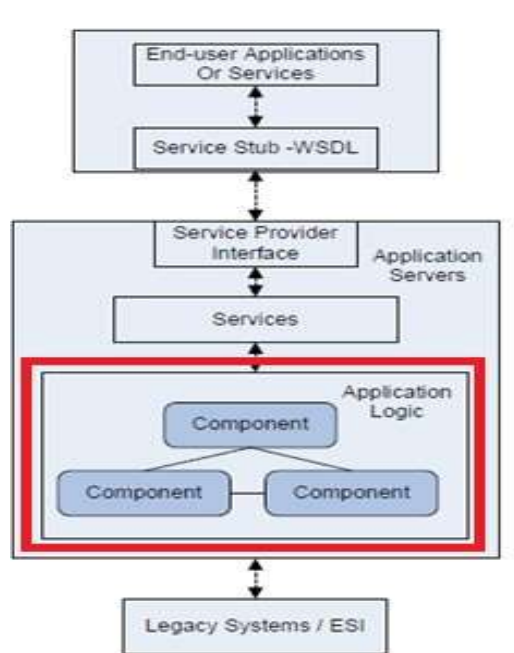 End-user Applications
Or Services
Service Stub -WSDL
Service Provider
Interface
Application
Servers
Services
Application
Logic
Component
Component
Component
Legacy Systems / ESI